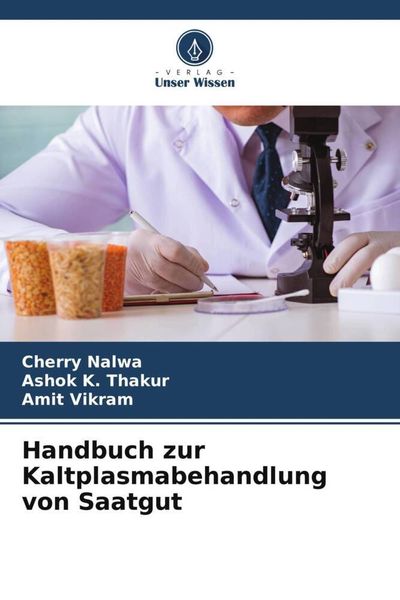 - VERLAG -
Unser Wissen
Cherry Nalwa
Ashok K. Thakur
Amit Vikram
Handbuch zur
Kaltplasmabehandlung
von Saatgut